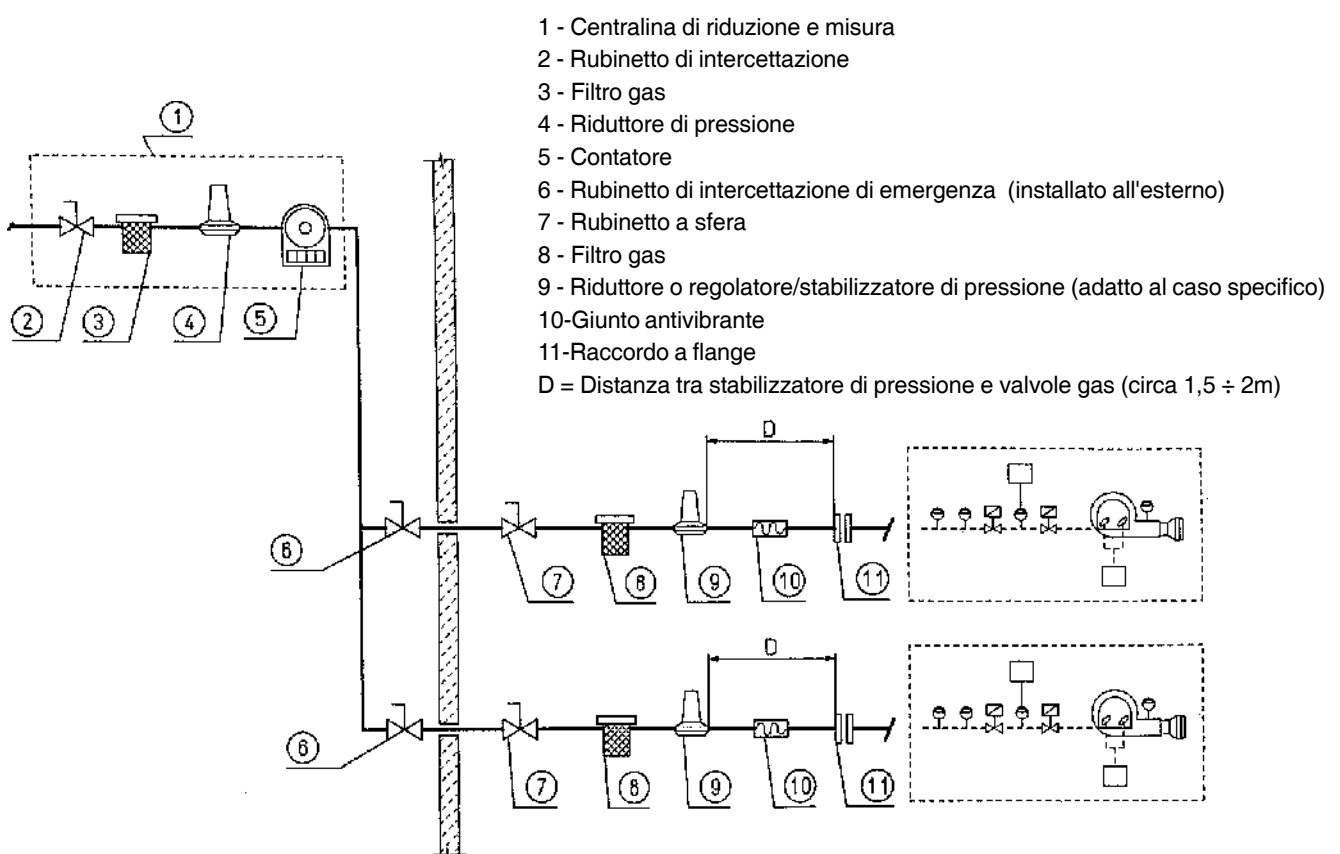 1 - Centralina di riduzione e misura
2 - Rubinetto di intercettazione
3 - Filtro gas
4 - Riduttore di pressione
5 - Contatore
6 - Rubinetto di intercettazione di emergenza (installato all'esterno)
7 - Rubinetto a sfera
8 - Filtro gas
9 - Riduttore o regolatore/stabilizzatore di pressione (adatto al caso specifico)
10-Giunto antivibrante
11-Raccordo a flange
D = Distanza tra stabilizzatore di pressione e valvole gas (circa 1,5 ÷ 2m)
1
2 3 4 5
D
6 7 8 9 10 11
D
6 7 8 9 10 11